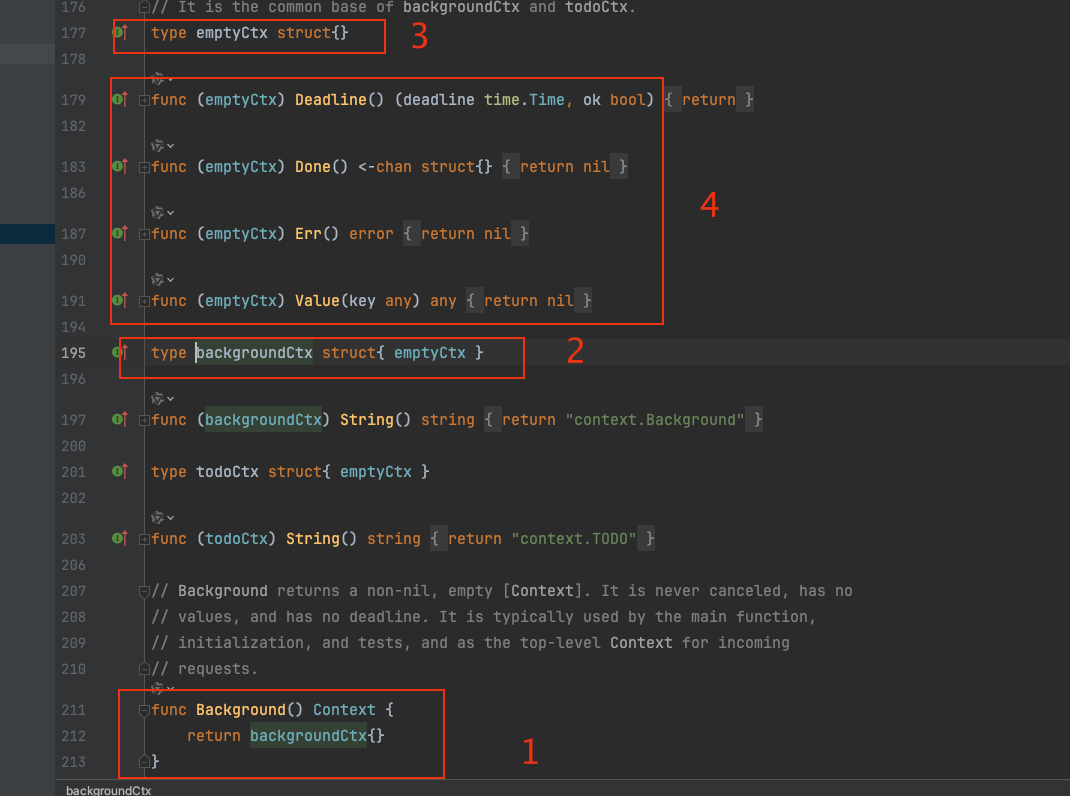 176 // It is the common base of backgroundCtx and todoCtx.
177 type emptyCtx struct{}
3
178
179 func (emptyCtx) Deadline() (deadline time.Time, ok bool) { return }
182
183 func (emptyCtx) Done() <-chan struct{} { return nil }
186
4
187 func (emptyCtx) Err() error { return nil }
190
191 func (emptyCtx) Value(key any) any { return nil }
194
195 type backgroundCtx struct{ emptyCtx }
2
196
197 func (backgroundCtx) String() string { return "context.Background" }
200
201 type todoCtx struct{ emptyCtx }
202
203 func (todoCtx) String() string { return "context.TODO" }
206
207 // Background returns a non-nil, empty [Context]. It is never canceled, has no
208 // values, and has no deadline. It is typically used by the main function,
209 // initialization, and tests, and as the top-level Context for incoming
210 // requests.
211 func Background() Context {
212 return backgroundCtx{}
1
213 }
backgroundCtx